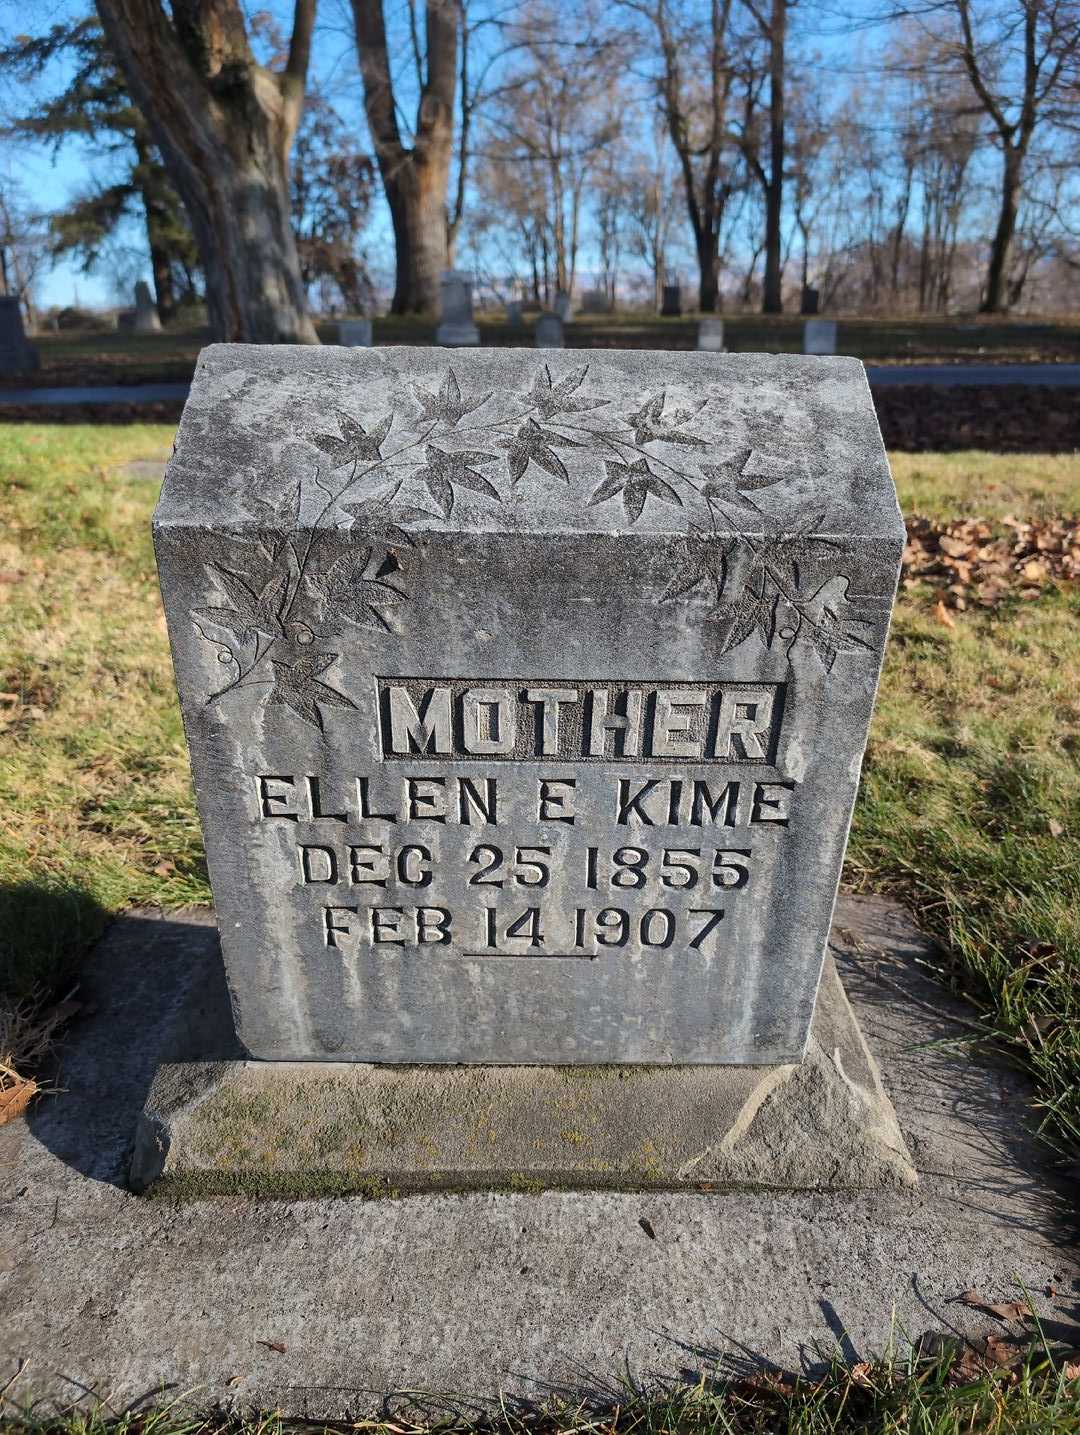 MOTHER
ELLEN E KIME
DEC 25 1855
FEB 14 1907